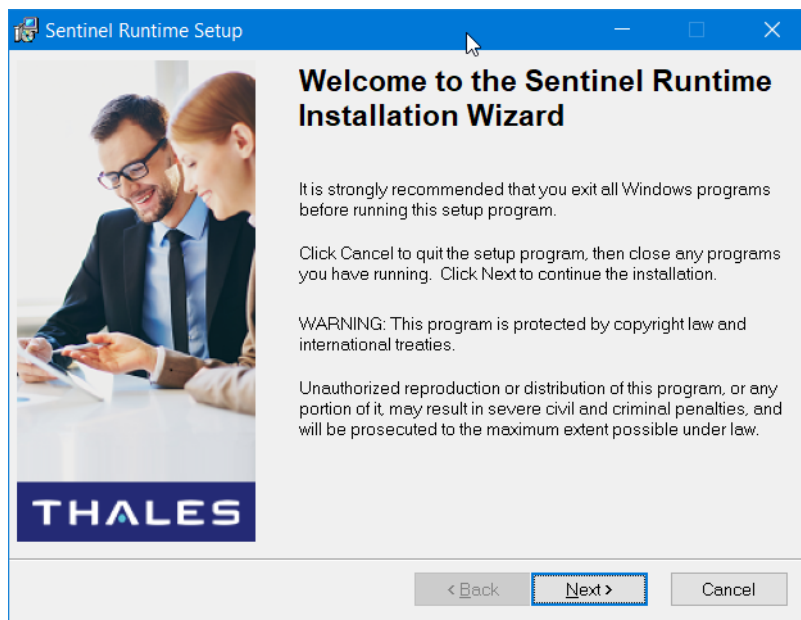 Sentinel Runtime Setup
Welcome to the Sentinel Runtime
Installation Wizard
It is strongly recommended that you exit all Windows programs
before running this setup program.
Click Cancel to quit the setup program, then close any programs
you have running.  Click Next to continue the installation.
WARNING: This program is protected by copyright law and
international treaties.
Unauthorized reproduction or distribution of this program, or any
portion of it, may result in severe civil and criminal penalties, and
will be prosecuted to the maximum extent possible under law.
THALES
< Back
Next >
Cancel